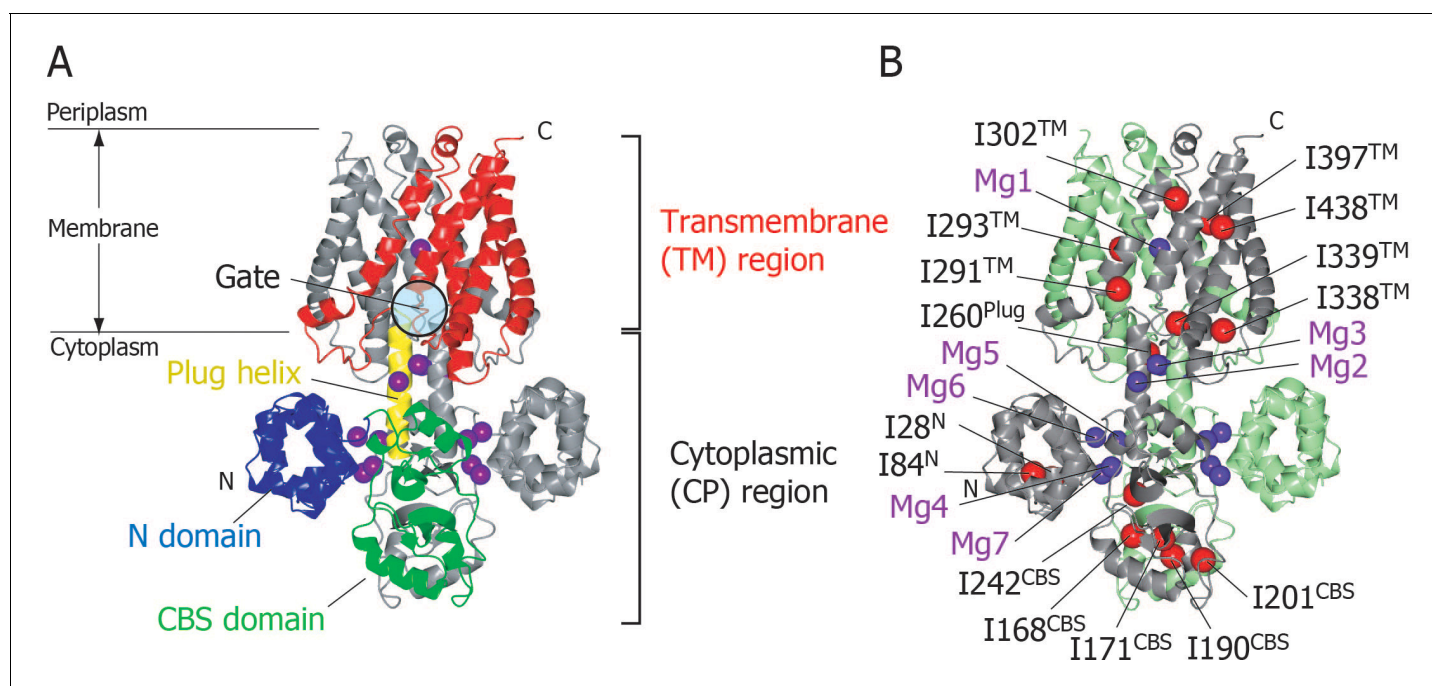 A
Periplasm
Membrane
Cytoplasm
C
Gate
Plug helix
N
N domain
CBS domain
Transmembrane
(TM) region
Cytoplasmic
(CP) region
B
C
I302TM
Mg1
I293TM
I291TM
I260Plug
Mg5
Mg6
I28N
I84N
N
Mg4
Mg7
I242CBS
I168CBS
I171CBS
I190CBS
I201CBS
I397TM
I438TM
I339TM
I338TM
Mg3
Mg2